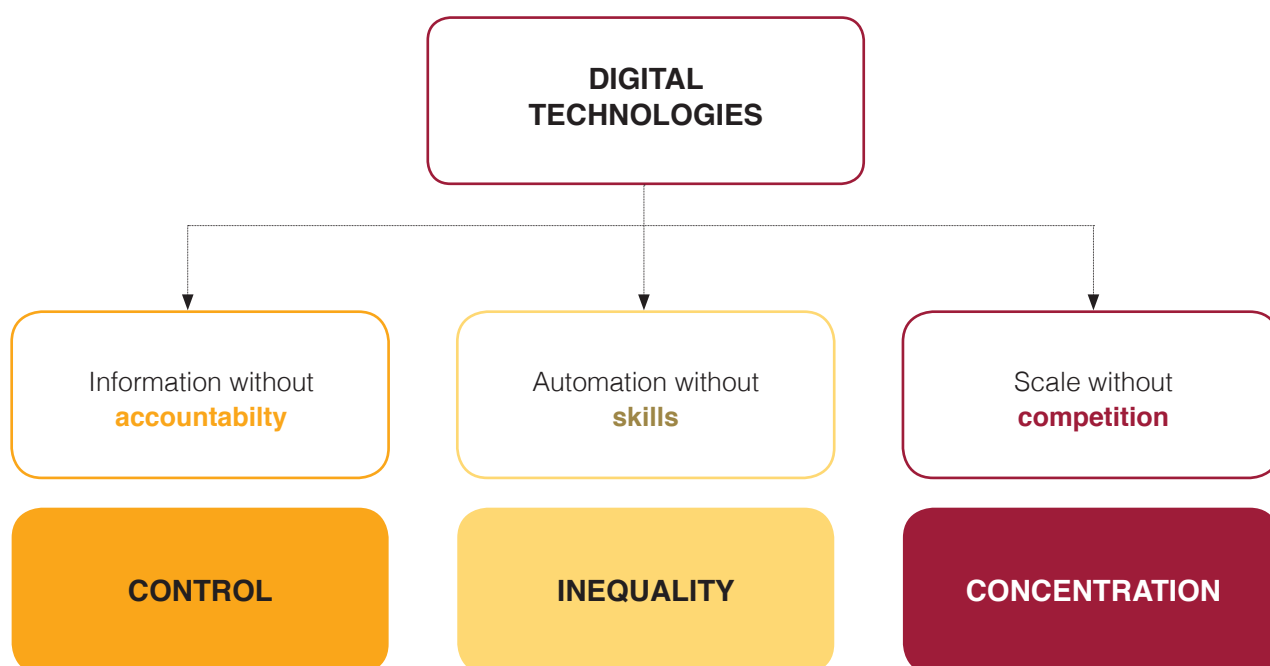 DIGITAL
TECHNOLOGIES
Information without
accountabilty
Automation without
skills
Scale without
competition
CONTROL
INEQUALITY
CONCENTRATION